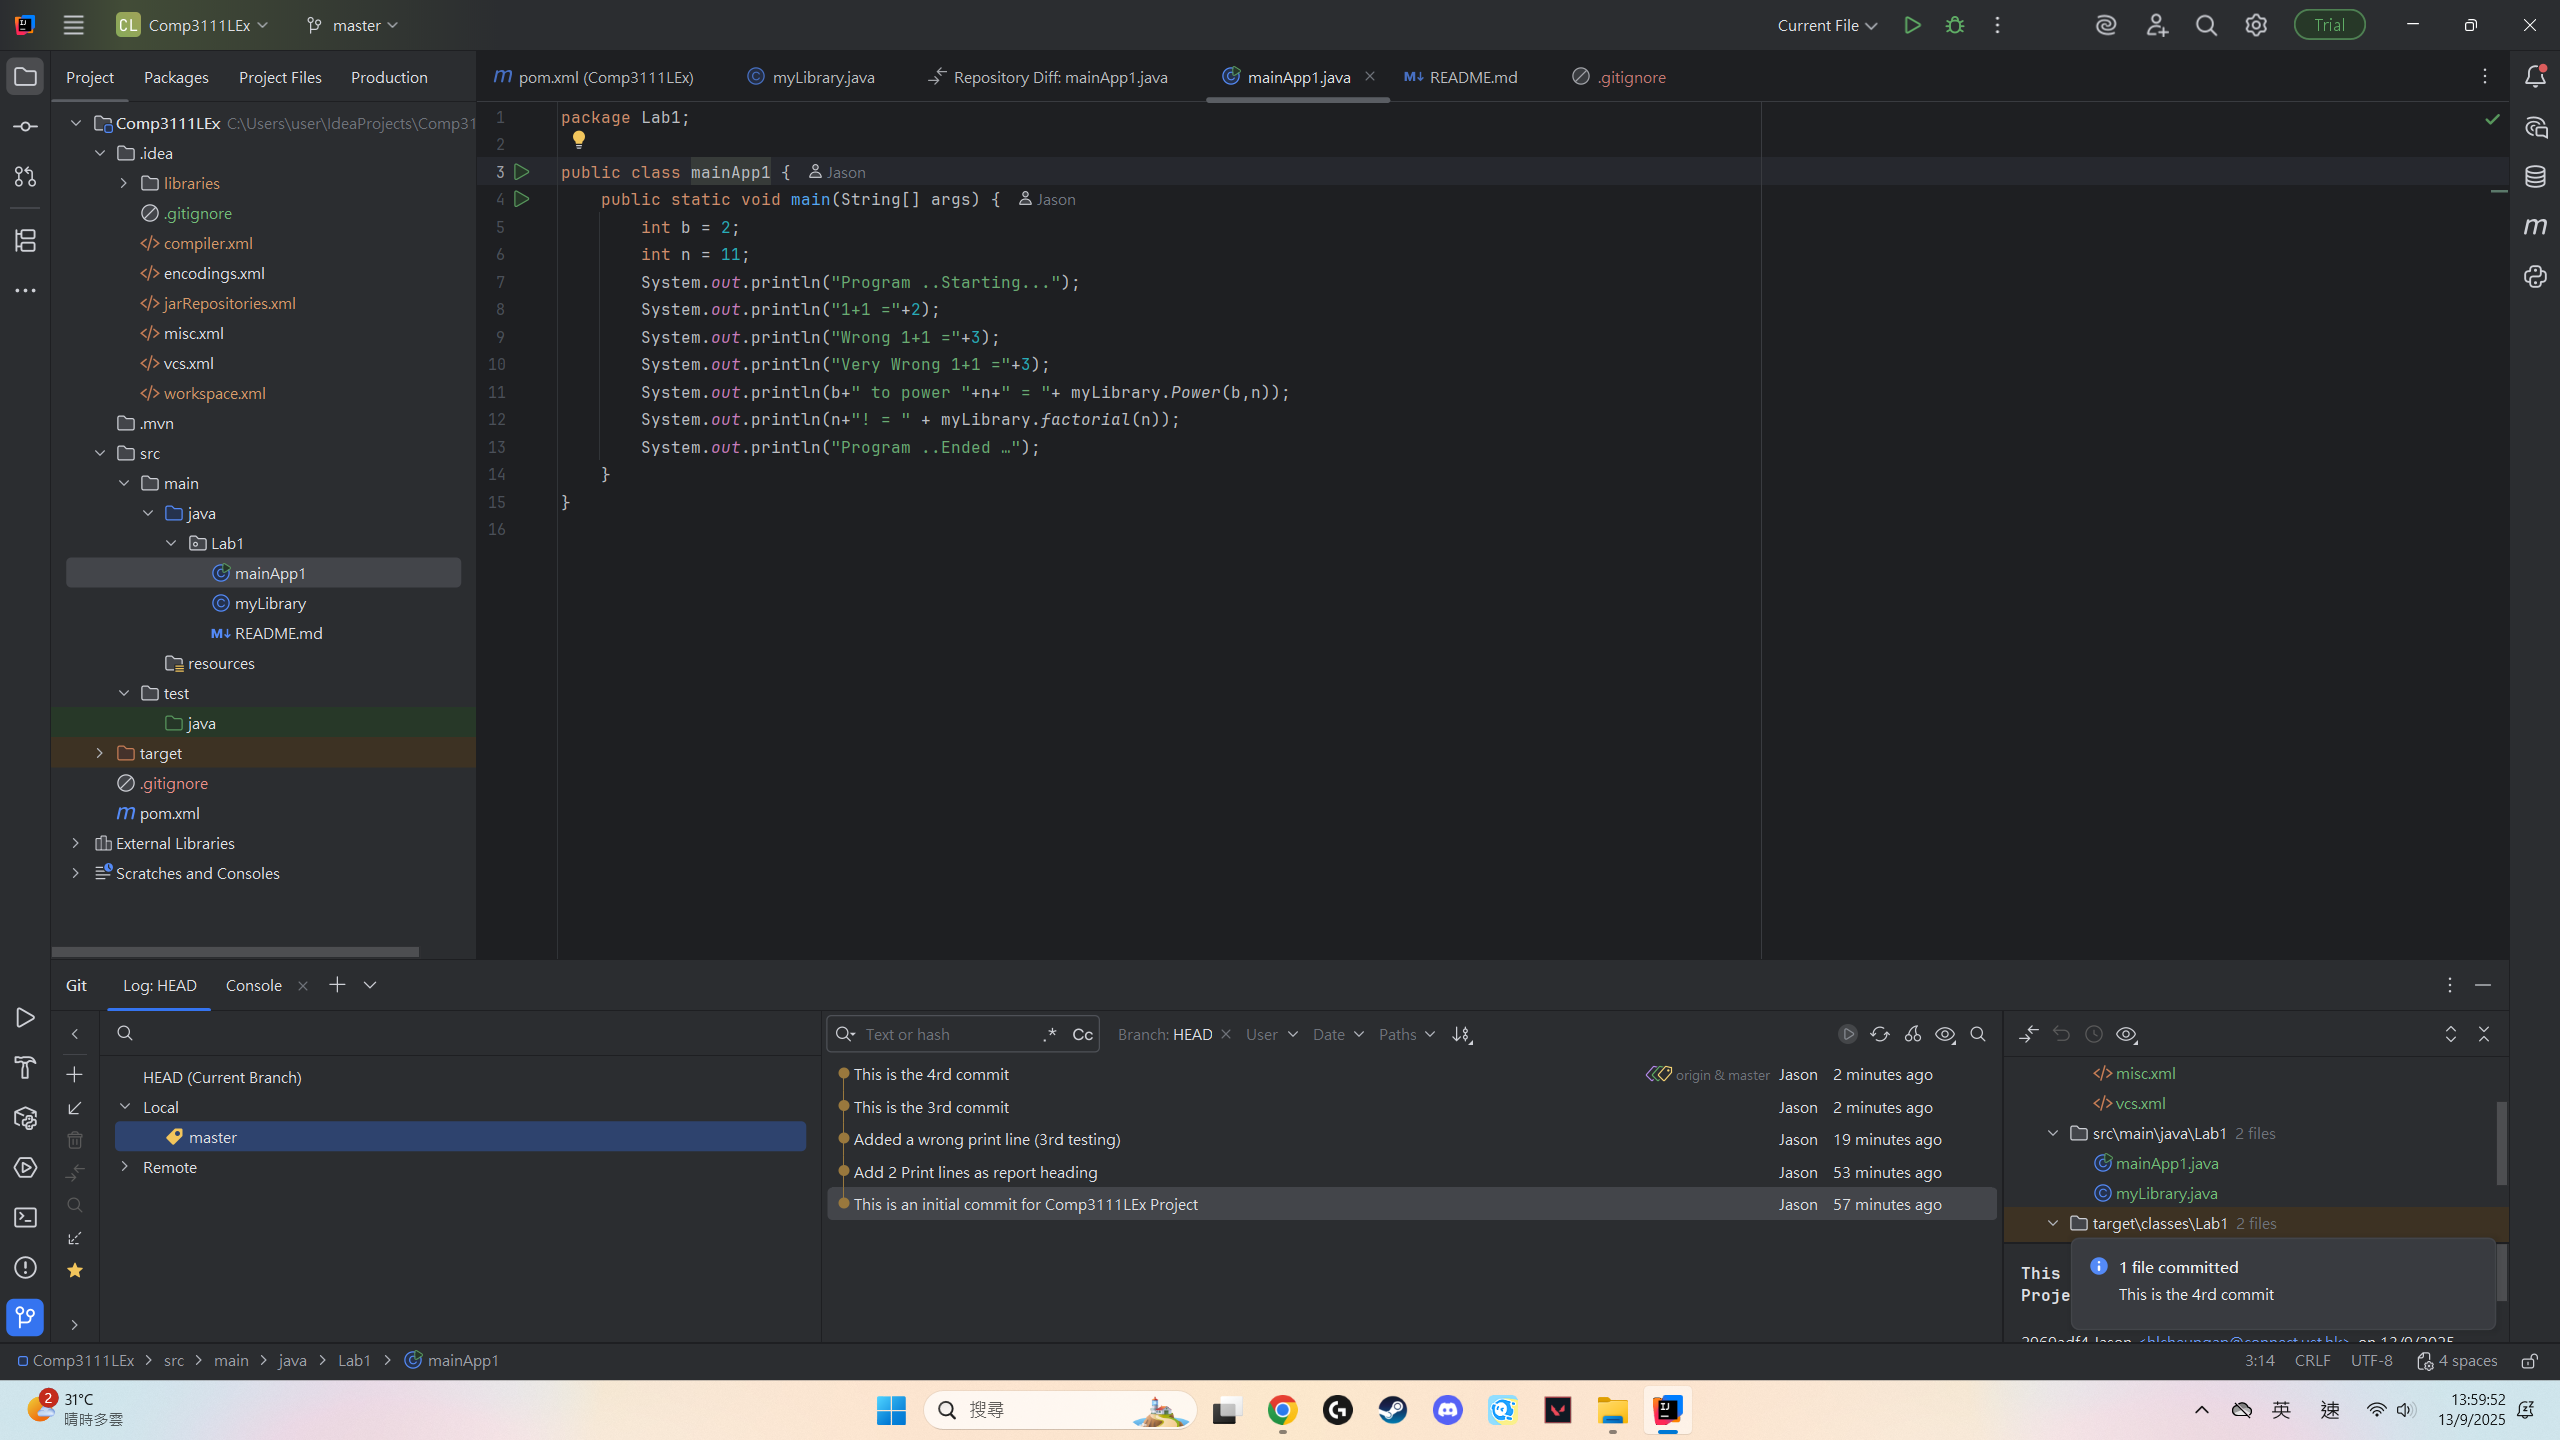 CL Comp3111LEx master Current File Trial
Project Packages Project Files Production
pom.xml (Comp3111LEx) myLibrary.java Repository Diff: mainApp1.java mainApp1.java README.md .gitignore
Comp3111LEx C:\Users\user\IdeaProjects\Comp31
.idea
libraries
.gitignore
compiler.xml
encodings.xml
jarRepositories.xml
misc.xml
vcs.xml
workspace.xml
.mvn
src
main
java
Lab1
mainApp1
myLibrary
README.md
resources
test
java
target
.gitignore
pom.xml
External Libraries
Scratches and Consoles
1 package Lab1;
2
3 public class mainApp1 { Jason
4 public static void main(String[] args) { Jason
5 int b = 2;
6 int n = 11;
7 System.out.println("Program ..Starting...");
8 System.out.println("1+1 ="+2);
9 System.out.println("Wrong 1+1 ="+3);
10 System.out.println("Very Wrong 1+1 ="+3);
11 System.out.println(b+" to power "+n+" = "+ myLibrary.Power(b,n));
12 System.out.println(n+"! = " + myLibrary.factorial(n));
13 System.out.println("Program ..Ended …");
14 }
15 }
16
Git Log: HEAD Console
HEAD (Current Branch)
Local
master
Remote
Text or hash .* Cc Branch: HEAD User Date Paths
This is the 4rd commit origin & master Jason 2 minutes ago
This is the 3rd commit Jason 2 minutes ago
Added a wrong print line (3rd testing) Jason 19 minutes ago
Add 2 Print lines as report heading Jason 53 minutes ago
This is an initial commit for Comp3111LEx Project Jason 57 minutes ago
misc.xml
vcs.xml
src\main\java\Lab1 2 files
mainApp1.java
myLibrary.java
target\classes\Lab1 2 files
This
Proje
1 file committed
This is the 4rd commit
Comp3111LEx src main java Lab1 mainApp1 3:14 CRLF UTF-8 4 spaces
2 31°C
晴時多雲
搜尋
英 速
13:59:52
13/9/2025